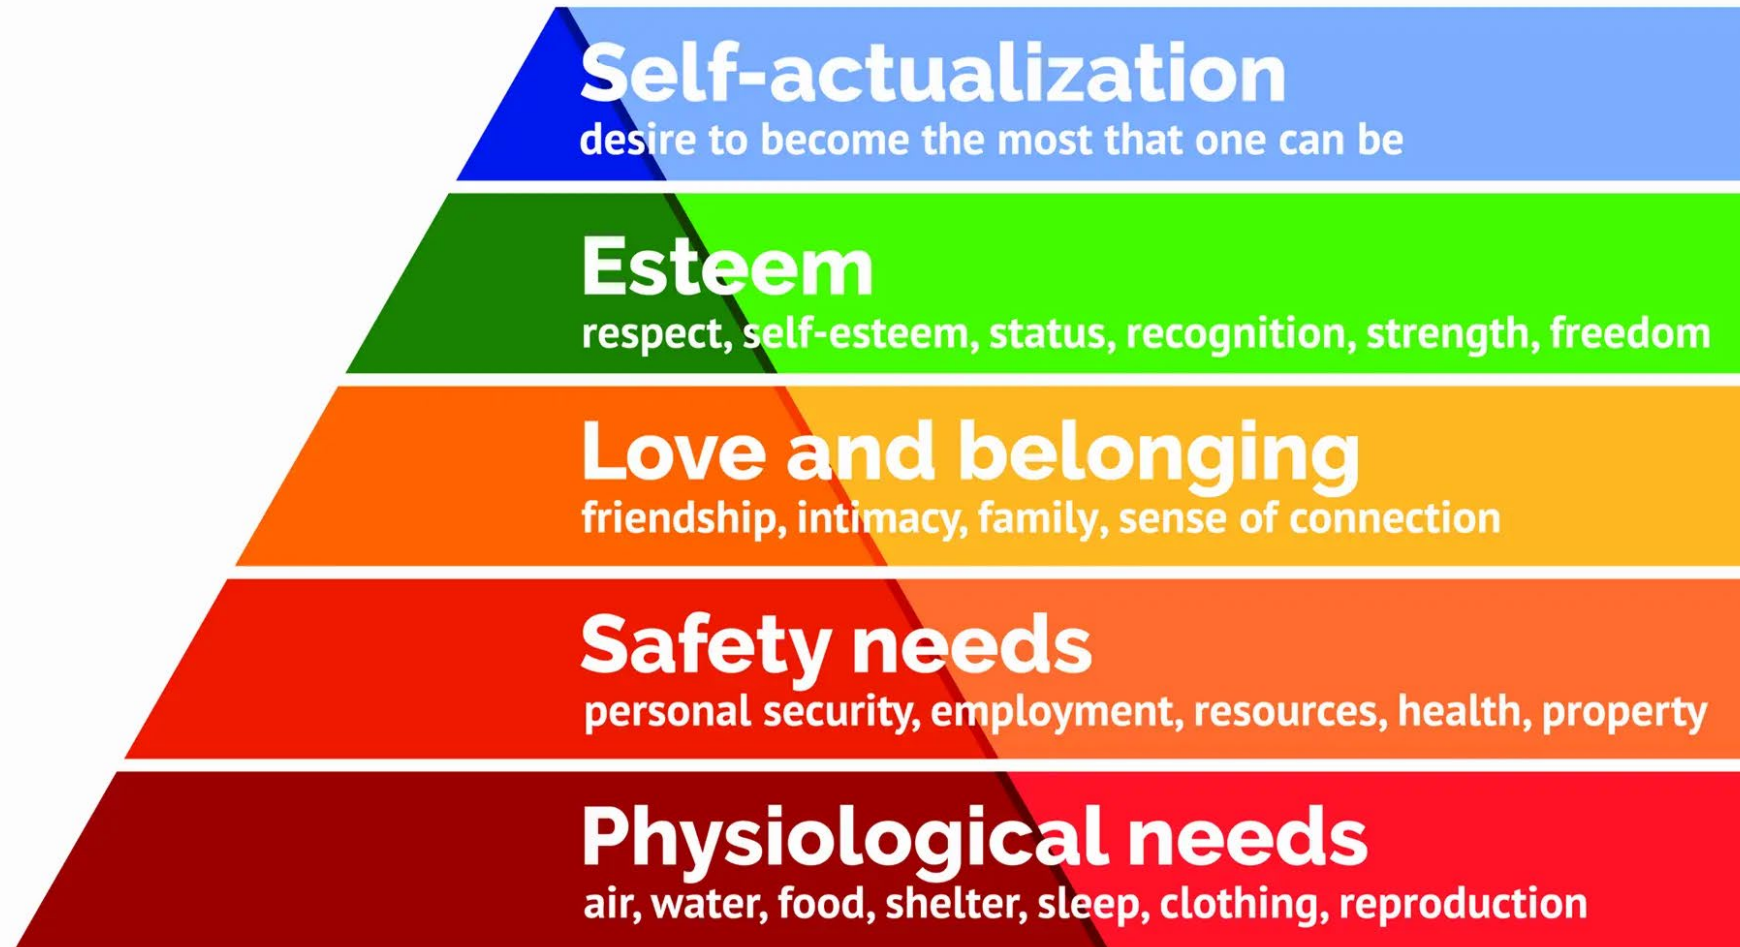 Self-actualization
desire to become the most that one can be
Esteem
respect, self-esteem, status, recognition, strength, freedom
Love and belonging
friendship, intimacy, family, sense of connection
Safety needs
personal security, employment, resources, health, property
Physiological needs
air, water, food, shelter, sleep, clothing, reproduction